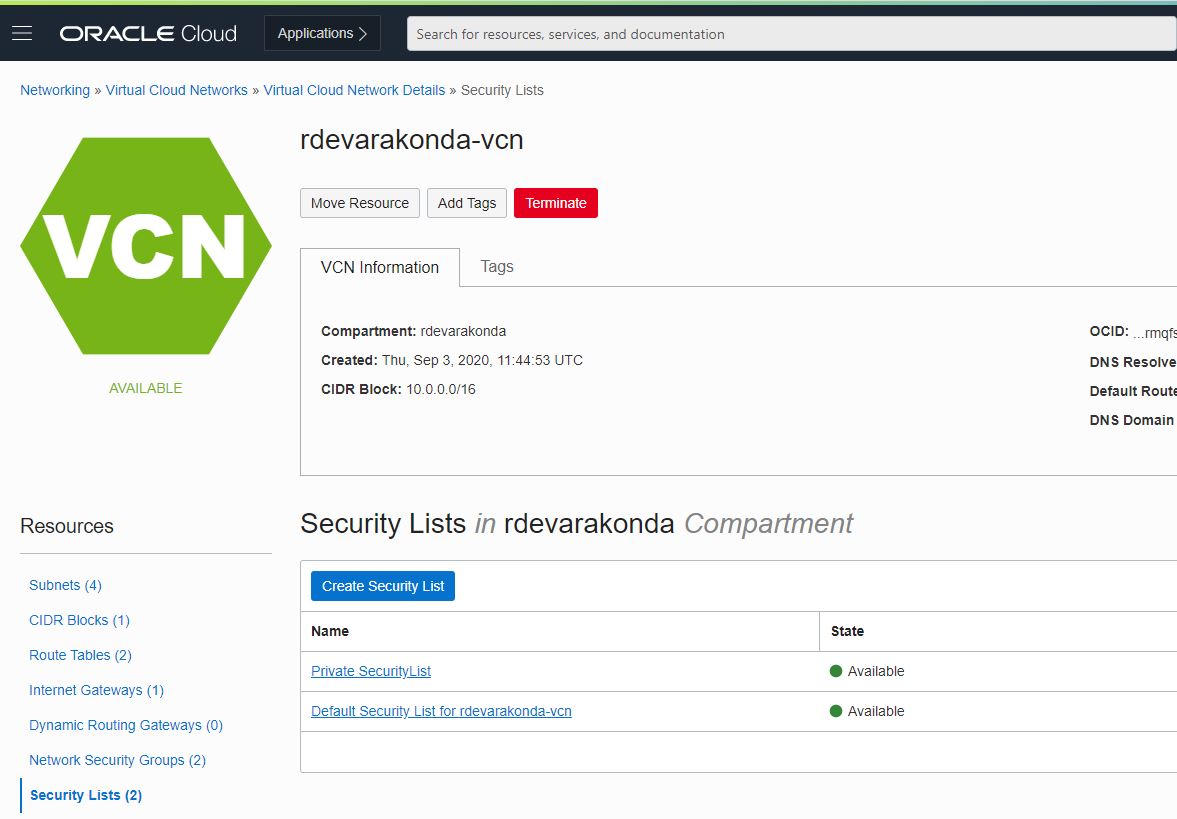 ORACLE Cloud
Applications
Search for resources, services, and documentation
Networking » Virtual Cloud Networks » Virtual Cloud Network Details » Security Lists
VCN
AVAILABLE
rdevarakonda-vcn
Move Resource
Add Tags
Terminate
VCN Information
Tags
Compartment: rdevarakonda
Created: Thu, Sep 3, 2020, 11:44:53 UTC
CIDR Block: 10.0.0.0/16
OCID: ...rmqfs
DNS Resolve
Default Route
DNS Domain
Resources
Subnets (4)
CIDR Blocks (1)
Route Tables (2)
Internet Gateways (1)
Dynamic Routing Gateways (0)
Network Security Groups (2)
Security Lists (2)
Security Lists in rdevarakonda Compartment
Create Security List
Name State
Private SecurityList Available
Default Security List for rdevarakonda-vcn Available